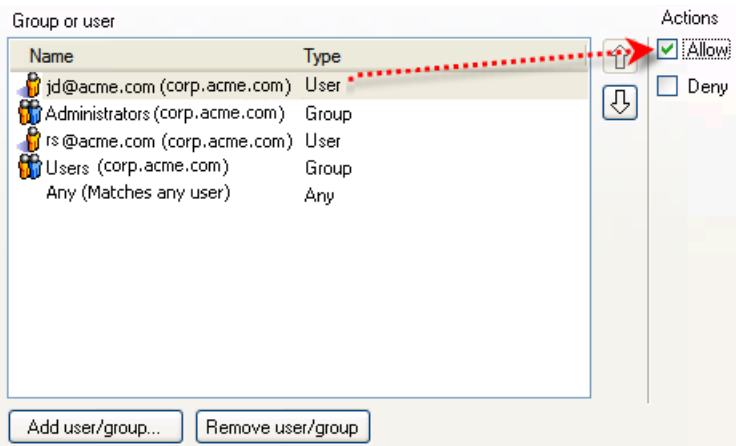 Group or user
Actions
Name Type
Allow
jd@acme.com (corp.acme.com) User
Deny
Administrators (corp.acme.com) Group
rs@acme.com (corp.acme.com) User
Users (corp.acme.com) Group
Any (Matches any user) Any
Add user/group... Remove user/group